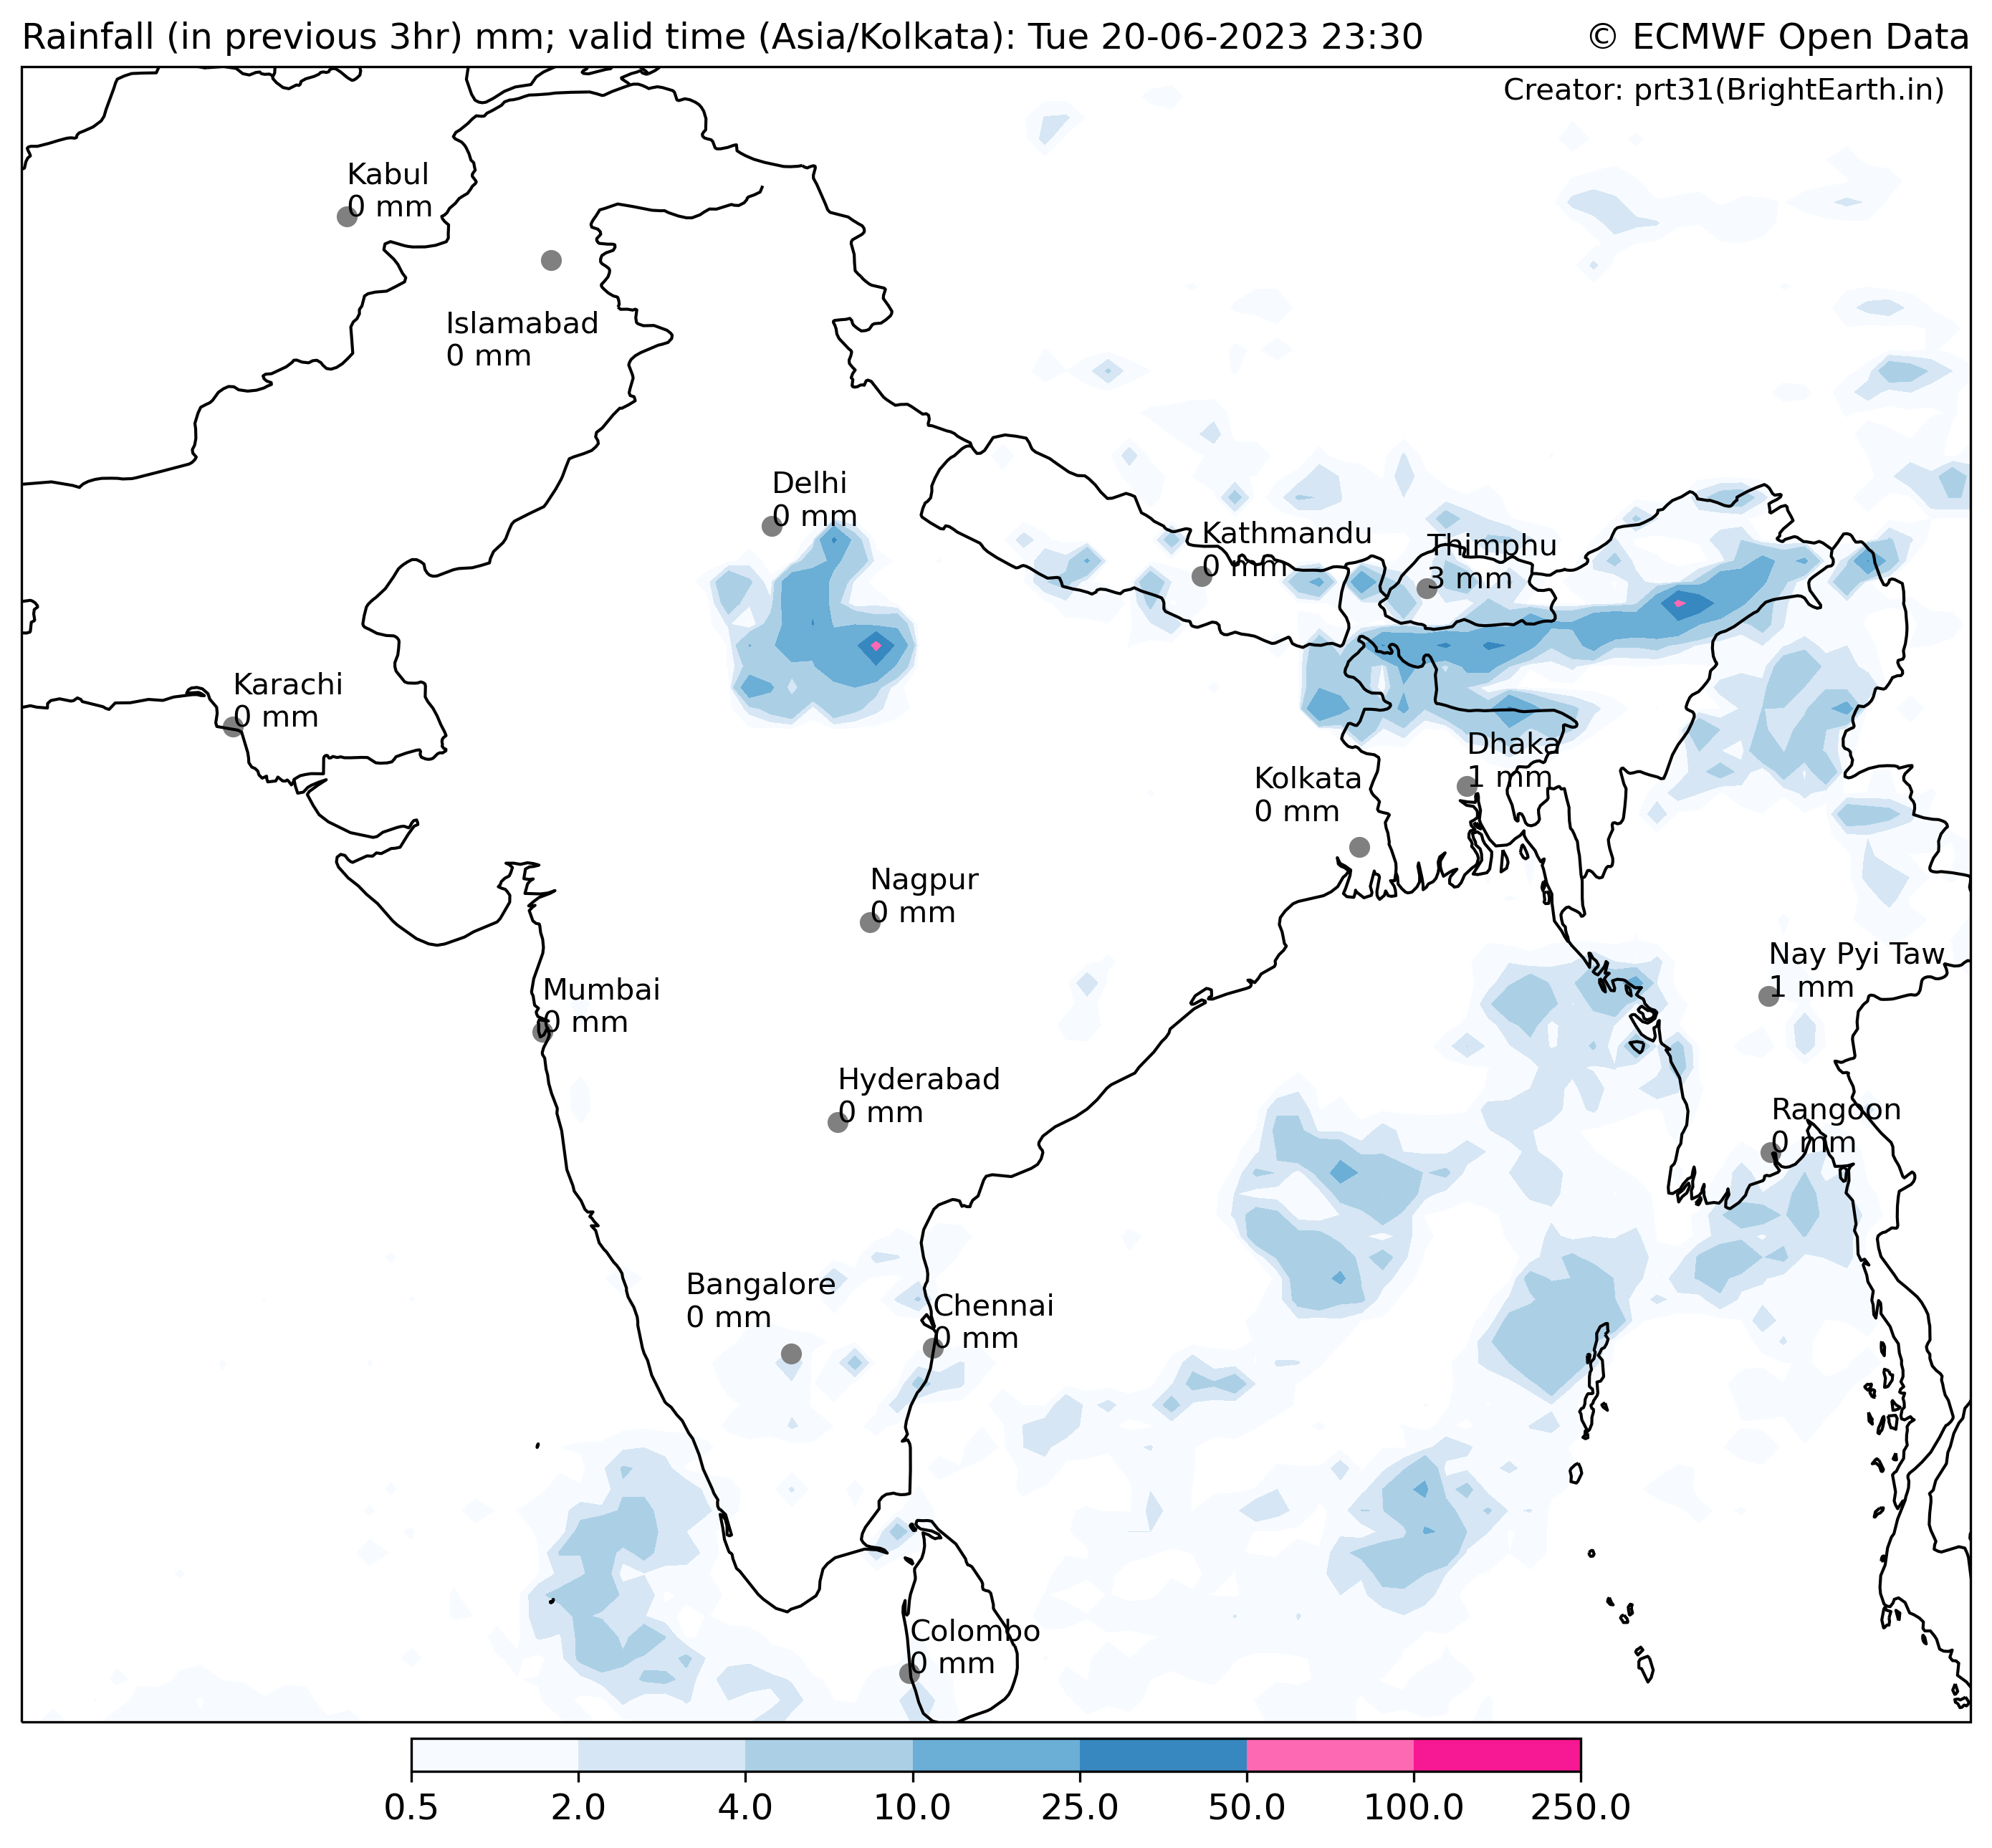 Rainfall (in previous 3hr) mm; valid time (Asia/Kolkata): Tue 20-06-2023 23:30
© ECMWF Open Data
Creator: prt31(BrightEarth.in)
Kabul
0 mm
Islamabad
0 mm
Delhi
0 mm
Kathmandu
0 mm
Thimphu
3 mm
Karachi
0 mm
Dhaka
1 mm
Kolkata
0 mm
Nagpur
0 mm
Nay Pyi Taw
1 mm
Mumbai
0 mm
Hyderabad
0 mm
Rangoon
0 mm
Bangalore
0 mm
Chennai
0 mm
Colombo
0 mm
0.5 2.0 4.0 10.0 25.0 50.0 100.0 250.0